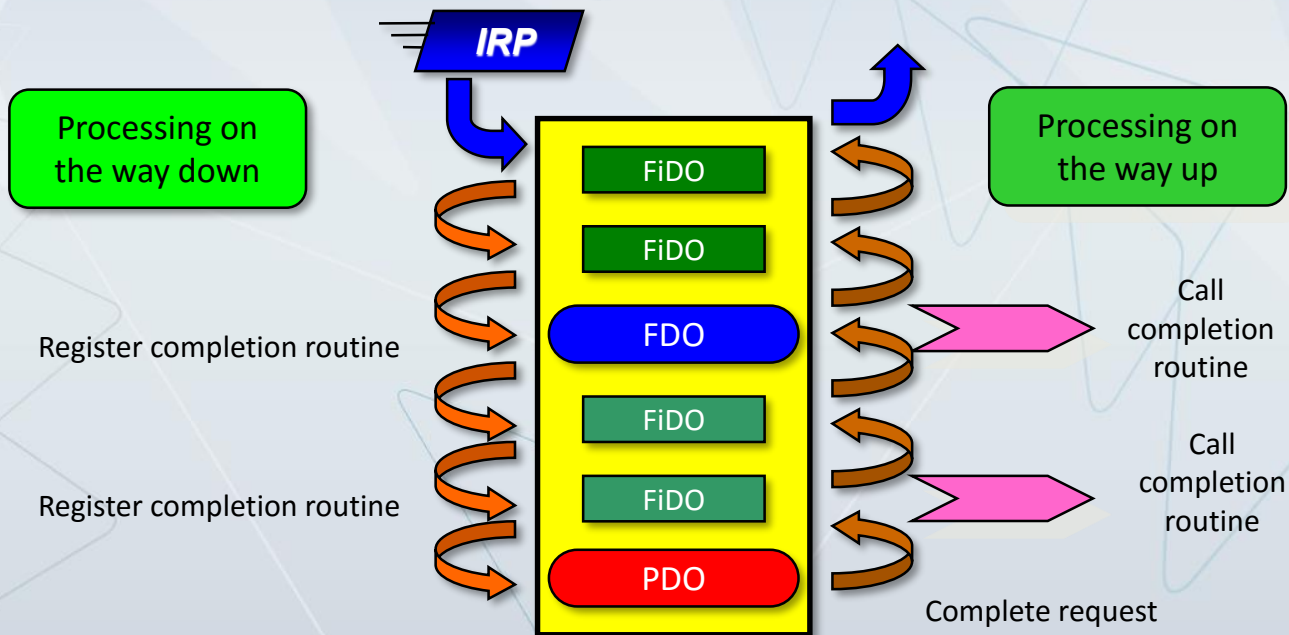 IRP
Processing on
the way down
Processing on
the way up
FiDO
FiDO
FDO
FiDO
FiDO
PDO
Register completion routine
Register completion routine
Call
completion
routine
Call
completion
routine
Complete request